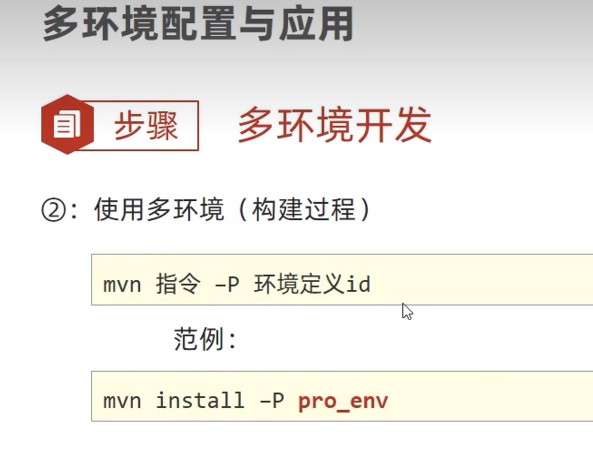 多环境配置与应用
步骤 多环境开发
②：使用多环境（构建过程）
mvn 指令 –P 环境定义id
范例：
mvn install –P pro_env